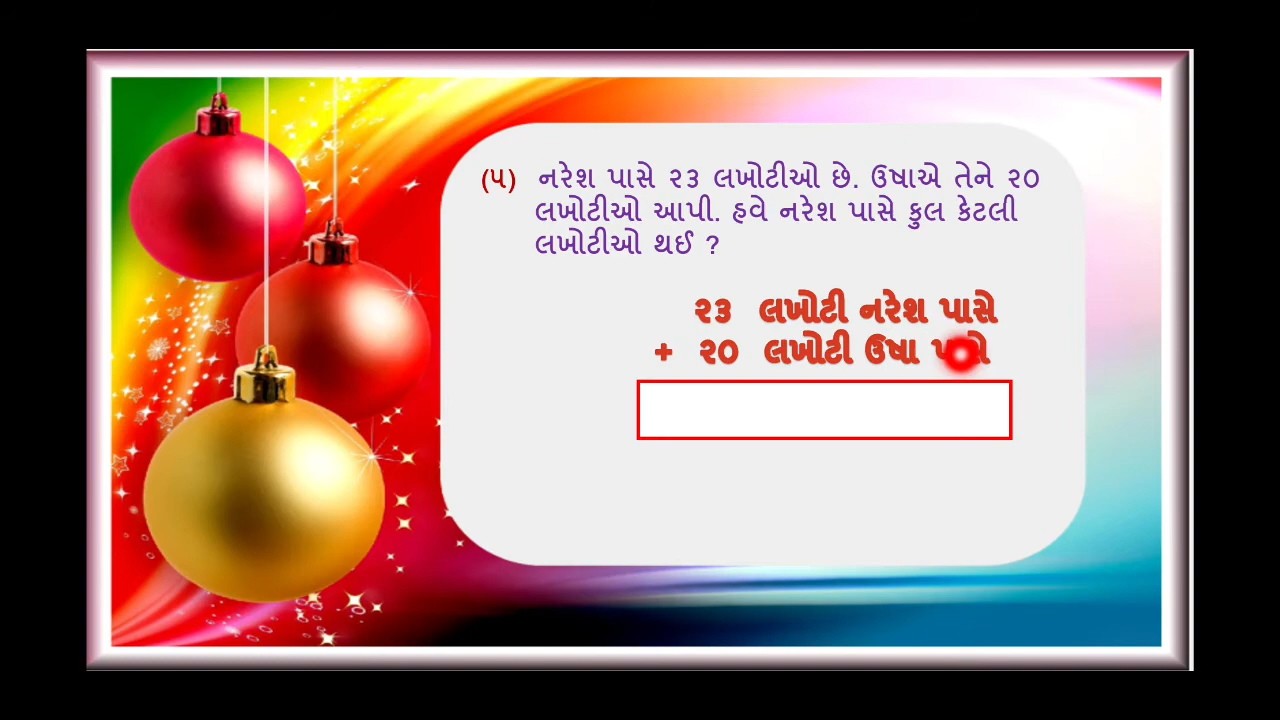 (૫) નરેશ પાસે ૨૩ લખોટીઓ છે. ઉષાએ તેને ૨૦
લખોટીઓ આપી. હવે નરેશ પાસે કુલ કેટલી
લખોટીઓ થઈ ?
૨૩ લખોટી નરેશ પાસે
+ ૨૦ લખોટી ઉષા